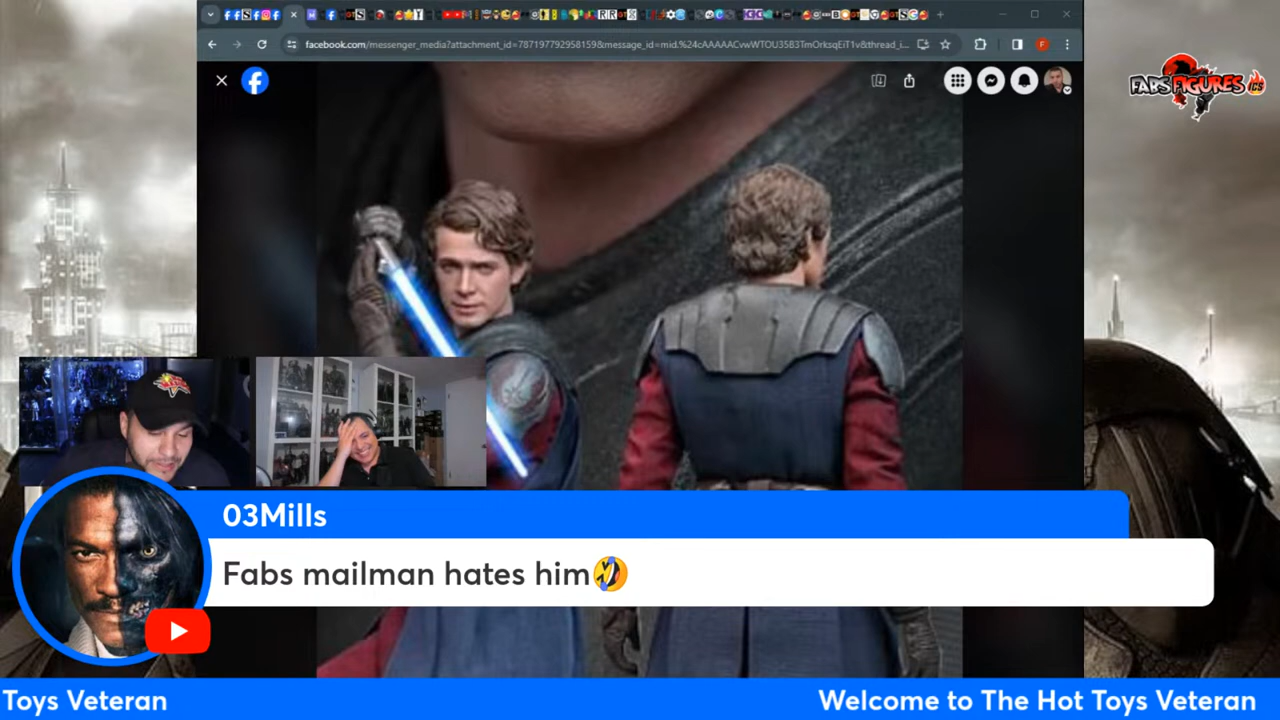 facebook.com/messenger_media?attachment_id=787197792958159&message_id=mid.%24cAAAAACvwWTOU35B3TmOrksqEiT1v&thread_i...
FABS FIGURES ICS
03Mills
Fabs mailman hates him🤣
Toys Veteran
Welcome to The Hot Toys Veteran